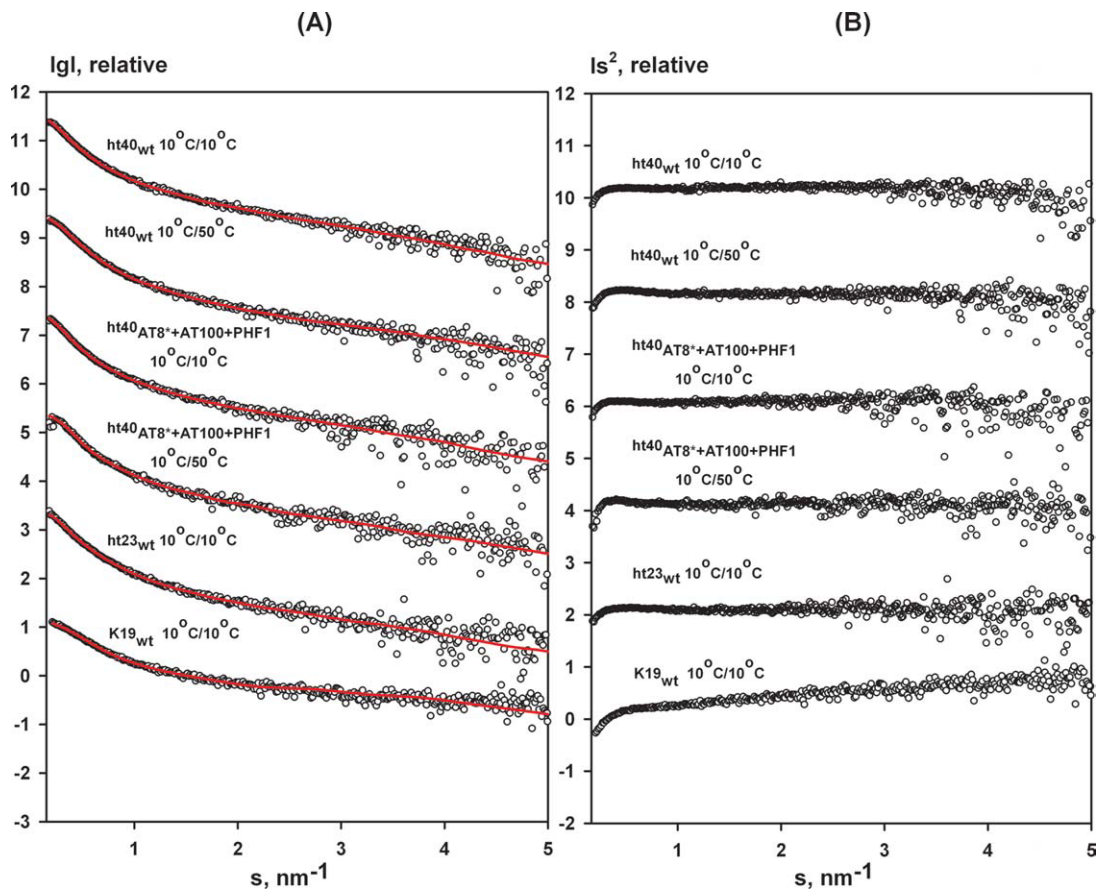 (A)
lgI, relative
12
11
10
9
8
7
6
5
4
3
2
1
0
-1
-2
-3
ht40wt 10°C/10°C
ht40wt 10°C/50°C
ht40AT8*+AT100+PHF1
10°C/10°C
ht40AT8*+AT100+PHF1
10°C/50°C
ht23wt 10°C/10°C
K19wt 10°C/10°C
1 2 3 4 5
s, nm-1
(B)
Is2, relative
12
11
10
9
8
7
6
5
4
3
2
1
0
-1
-2
ht40wt 10°C/10°C
ht40wt 10°C/50°C
ht40AT8*+AT100+PHF1
10°C/10°C
ht40AT8*+AT100+PHF1
10°C/50°C
ht23wt 10°C/10°C
K19wt 10°C/10°C
1 2 3 4 5
s, nm-1